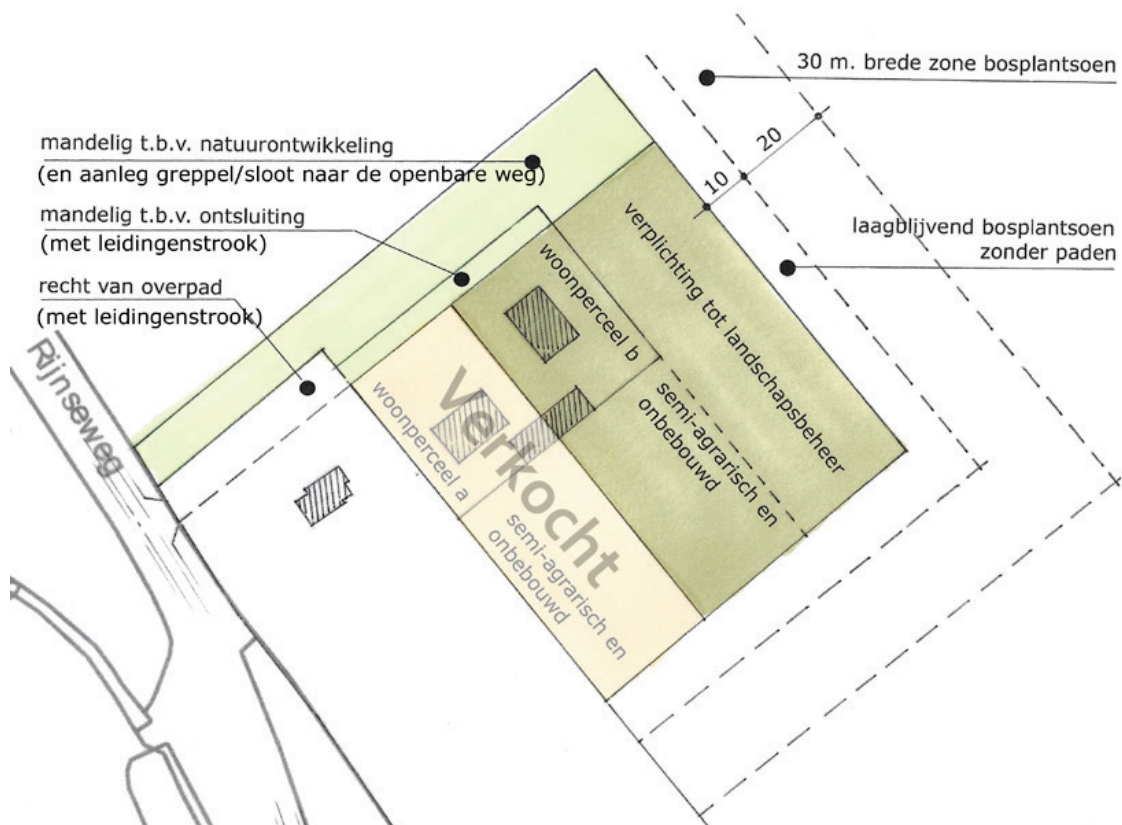 30 m. brede zone bosplantsoen
mandelig t.b.v. natuurontwikkeling
(en aanleg greppel/sloot naar de openbare weg)
20
10
mandelig t.b.v. ontsluiting
(met leidingenstrook)
laagblijvend bosplantsoen
zonder paden
recht van overpad
(met leidingenstrook)
Rijnseweg
verplichting tot landschapsbeheer
woonperceel b
semi-agrarisch en
onbebouwd
woonperceel a
Verkocht
semi-agrarisch en
onbebouwd